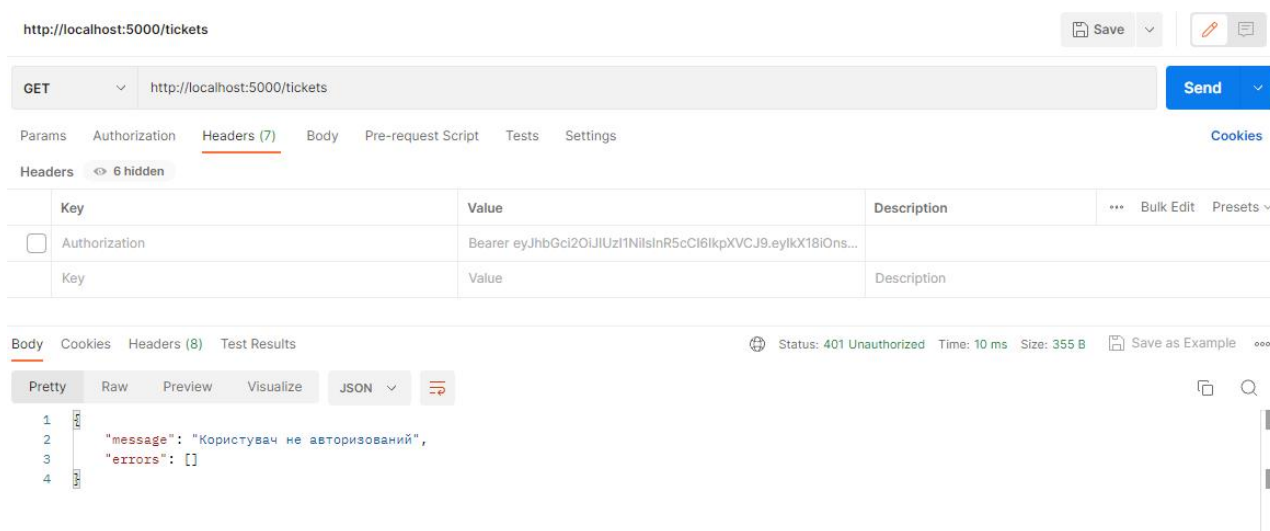 http://localhost:5000/tickets Save
GET http://localhost:5000/tickets Send
Params Authorization Headers (7) Body Pre-request Script Tests Settings Cookies
Headers 6 hidden
Key Value Description Bulk Edit Presets
Authorization Bearer eyJhbGci2OiJIUzI1NiIsInR5cCI6IkpXVCJ9.eyIkX18iOns...
Key Value Description
Body Cookies Headers (8) Test Results Status: 401 Unauthorized Time: 10 ms Size: 355 B Save as Example
Pretty Raw Preview Visualize JSON
1 {
2 "message": "Користувач не авторизований",
3 "errors": []
4 }